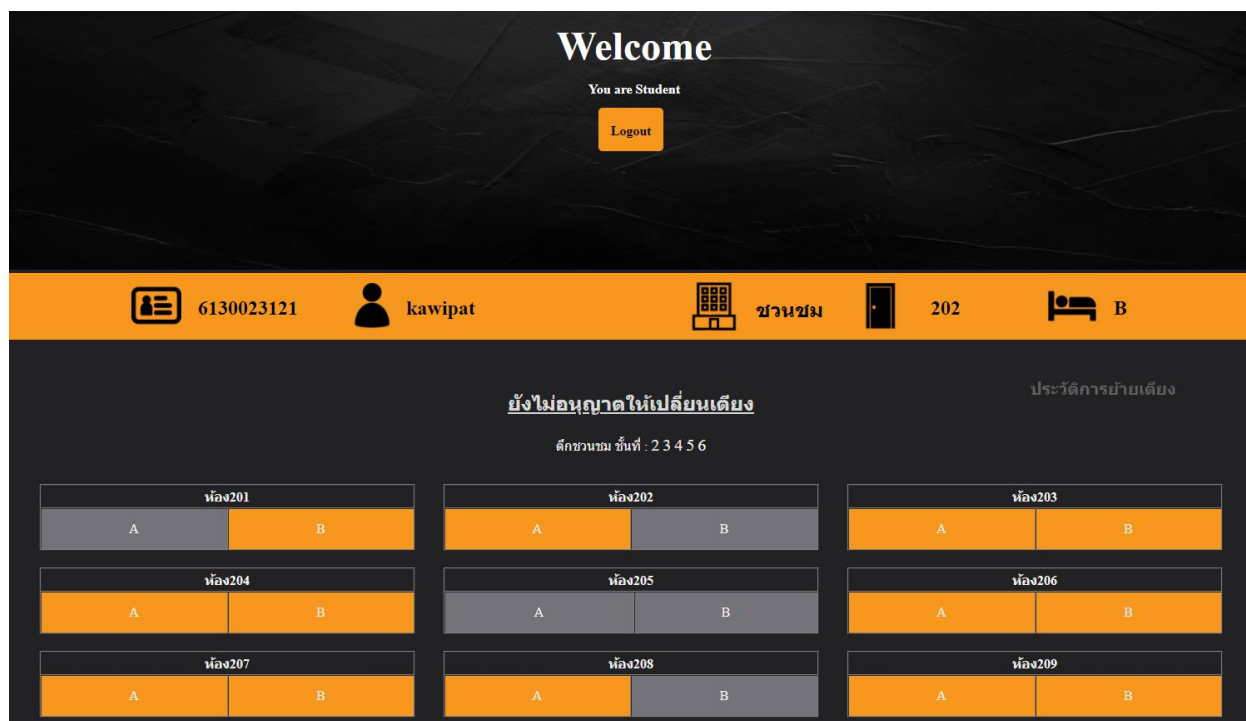 Welcome
You are Student
Logout
6130023121 kawipat ชวนชม 202 B
ประวัติการย้ายเตียง
ยังไม่อนุญาตให้เปลี่ยนเตียง
ตึกชวนชม ชั้นที่ : 2 3 4 5 6
ห้อง201 ห้อง202 ห้อง203
A B A B A B
ห้อง204 ห้อง205 ห้อง206
A B A B A B
ห้อง207 ห้อง208 ห้อง209
A B A B A B